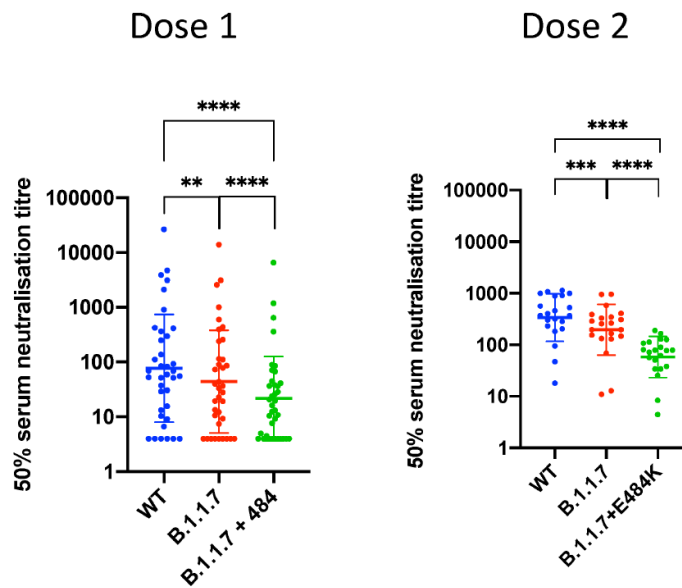 Dose 1
****
** ****
50% serum neutralisation titre
100000
10000
1000
100
10
1
WT
B.1.1.7
B.1.1.7 + 484
Dose 2
****
*** ****
50% serum neutralisation titre
100000
10000
1000
100
10
1
WT
B.1.1.7
B.1.1.7+E484K